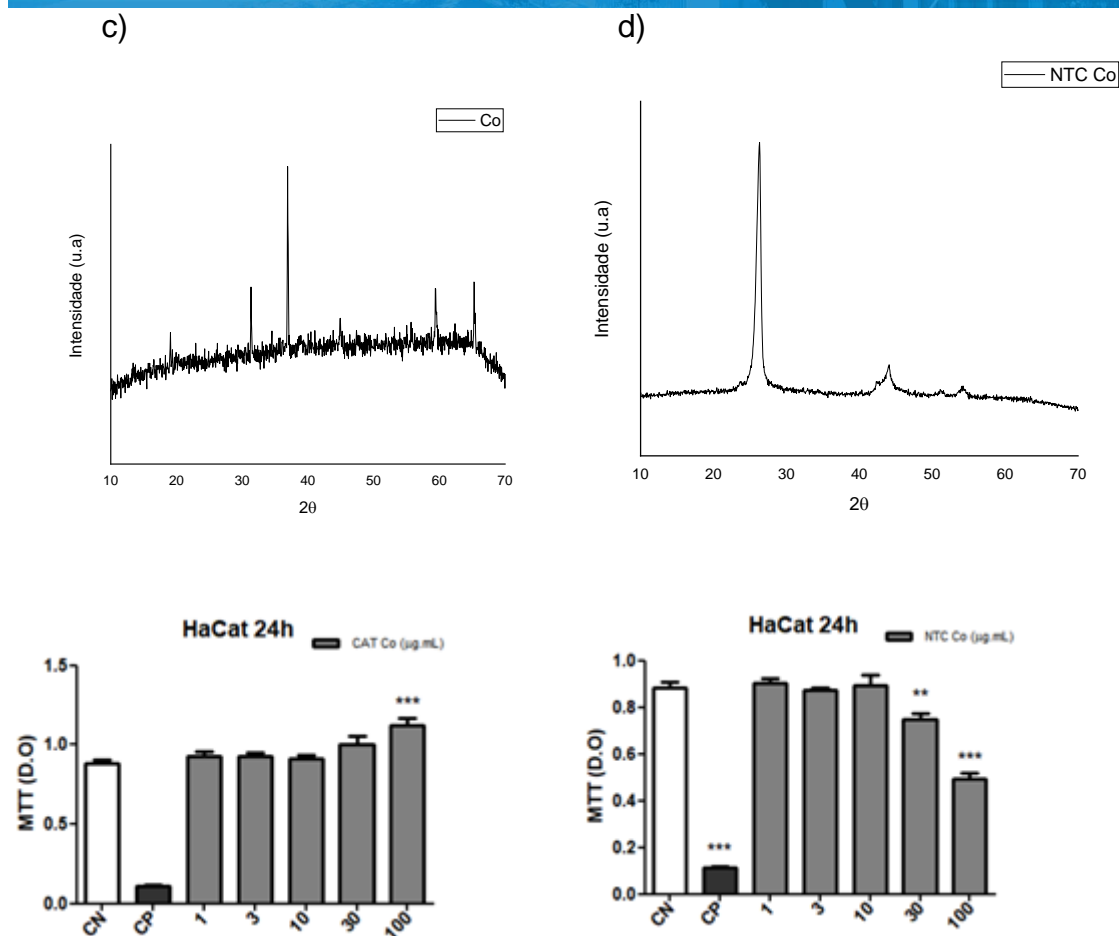 c)
d)
Co
Intensidade (u.a)
10 20 30 40 50 60 70
2θ
NTC Co
Intensidade (u.a)
10 20 30 40 50 60 70
2θ
HaCat 24h
CAT Co (µg.mL)
MTT (D.O)
1.5
1.0
0.5
0.0
***
CN CP 1 3 10 30 100
HaCat 24h
NTC Co (µg.mL)
MTT (D.O)
1.0
0.8
0.6
0.4
0.2
0.0
***
**
***
CN CP 1 3 10 30 100